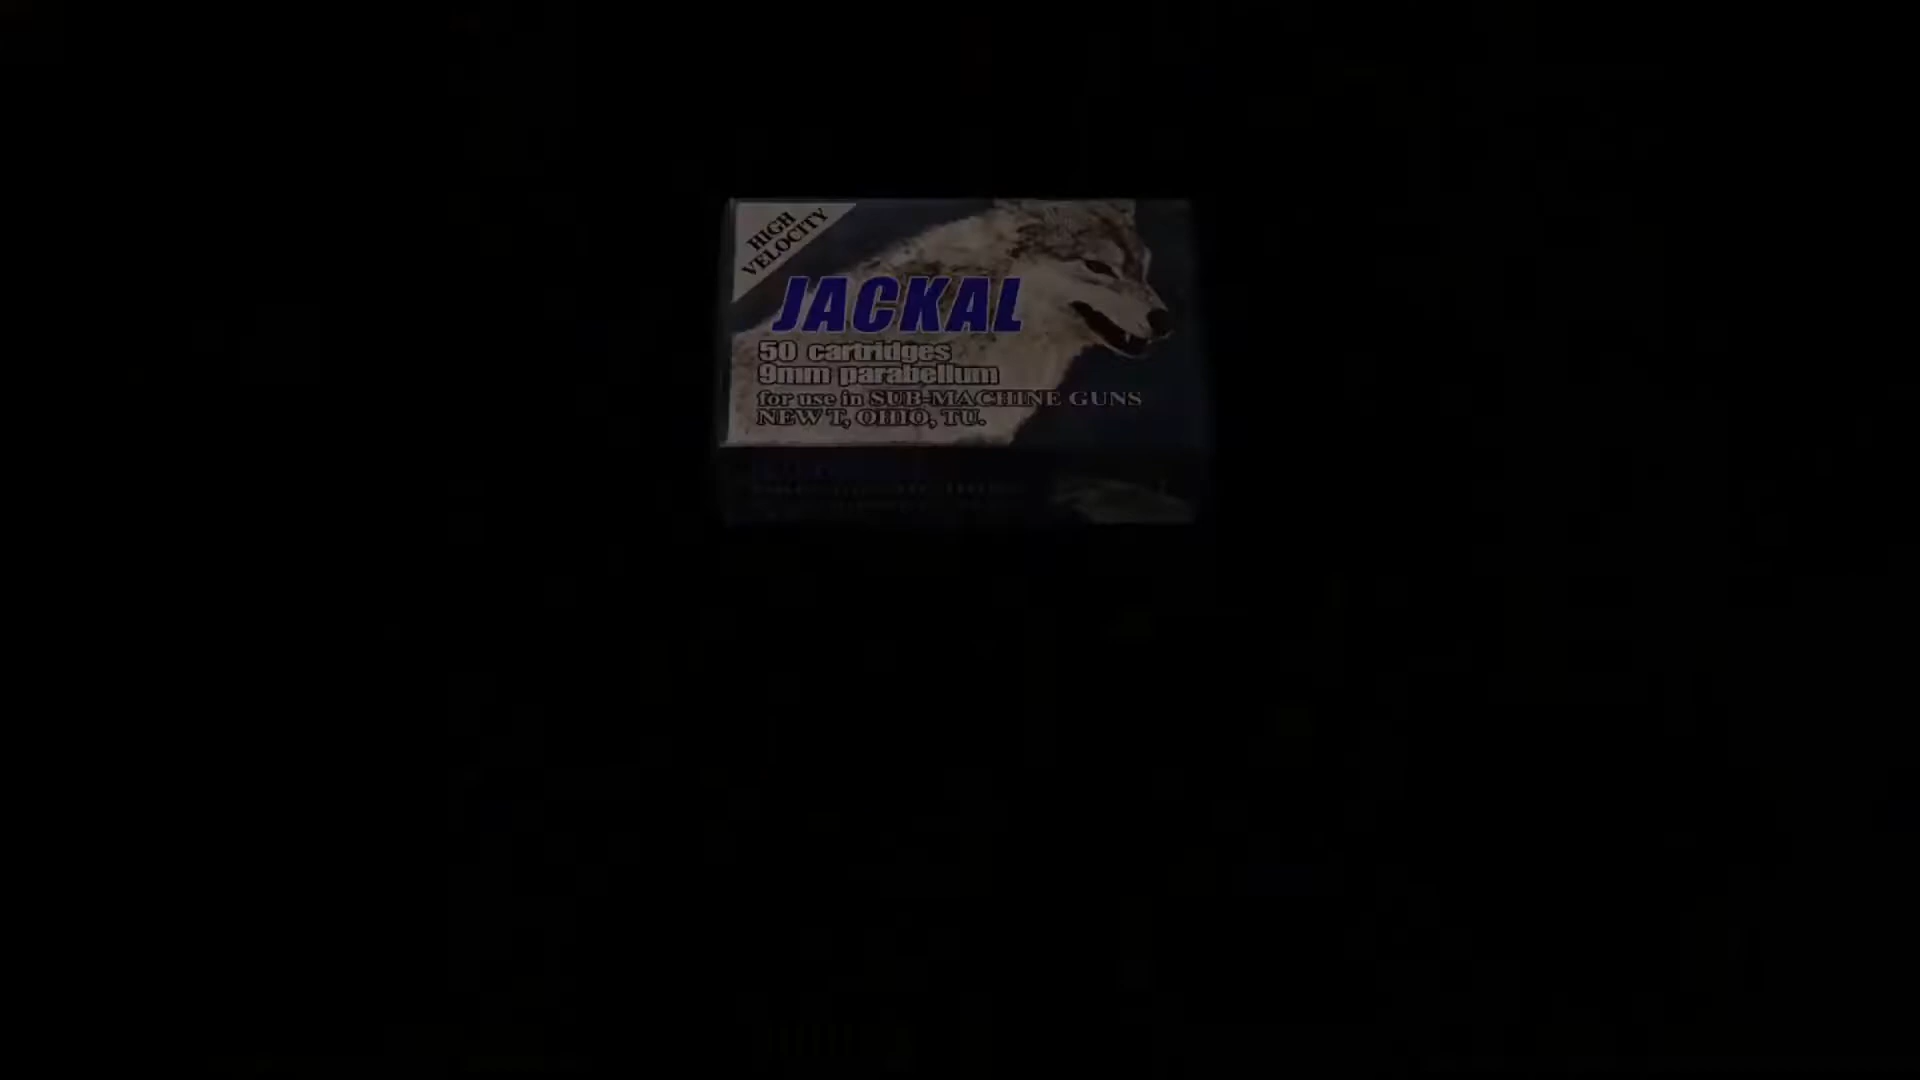 HIGH
VELOCITY
JACKAL
50 cartridges
9mm parabellum
for use in SUB-MACHINE GUNS
NEW T, OHIO, TU.